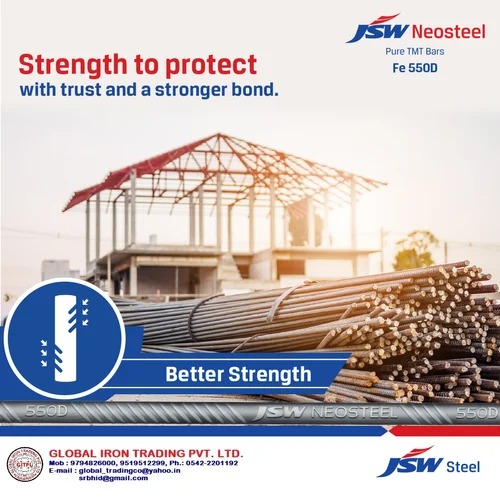 JSW Neosteel
Pure TMT Bars
Fe 550D
Strength to protect
with trust and a stronger bond.
Better Strength
550D JSW NEOSTEEL 550D
GITPL
GLOBAL IRON TRADING PVT. LTD.
Mob : 9794826000, 9519512299, Ph.: 0542-2201192
E-mail : global_tradingco@yahoo.in
srbhid@gmail.com
JSW Steel